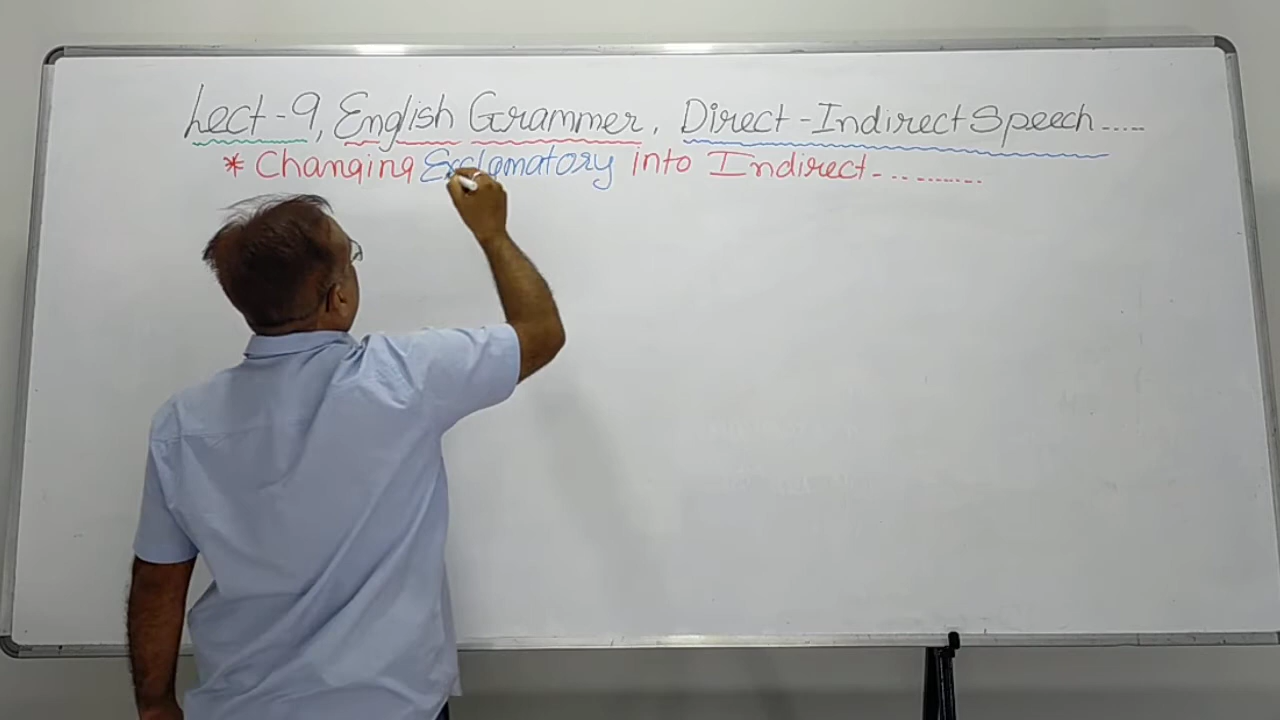 Lect-9, English Grammer. Direct-Indirect Speech.....
* Changing Exclamatory into Indirect...........